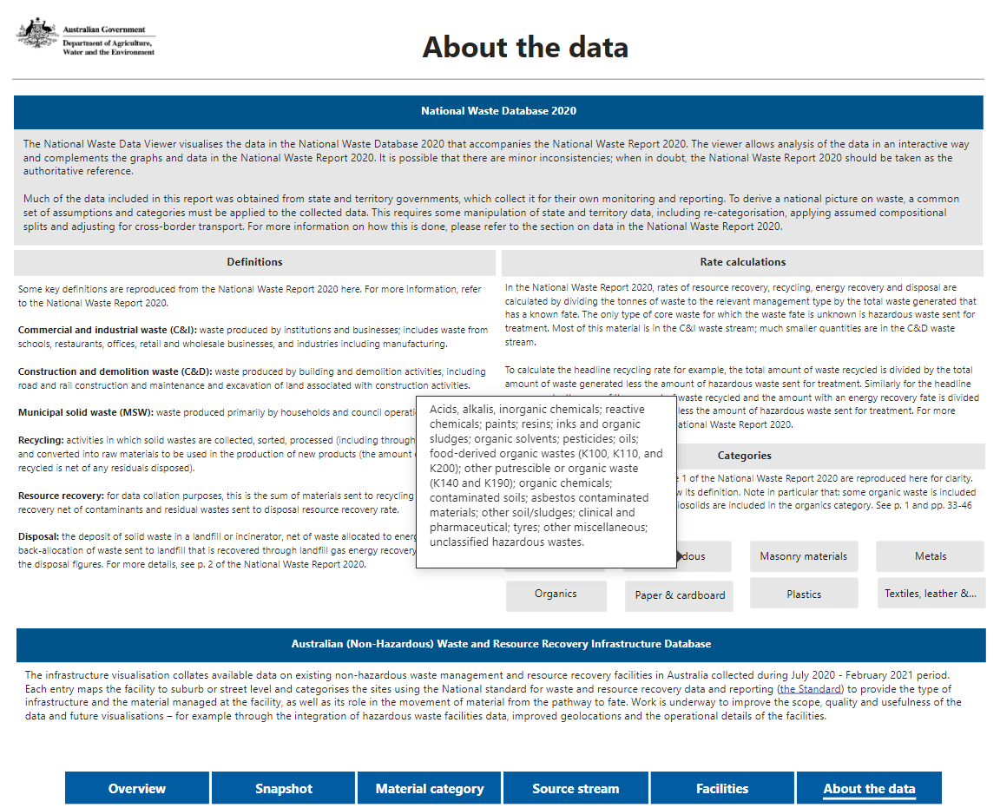 Australian Government
Department of Agriculture,
Water and the Environment
About the data
National Waste Database 2020
The National Waste Data Viewer visualises the data in the National Waste Database 2020 that accompanies the National Waste Report 2020. The viewer allows analysis of the data in an interactive way
and complements the graphs and data in the National Waste Report 2020. It is possible that there are minor inconsistencies; when in doubt, the National Waste Report 2020 should be taken as the
authoritative reference.
Much of the data included in this report was obtained from state and territory governments, which collect it for their own monitoring and reporting. To derive a national picture on waste, a common
set of assumptions and categories must be applied to the collected data. This requires some manipulation of state and territory data, including re-categorisation, applying assumed compositional
splits and adjusting for cross-border transport. For more information on how this is done, please refer to the section on data in the National Waste Report 2020.
Definitions
Some key definitions are reproduced from the National Waste Report 2020 here. For more information, refer
to the National Waste Report 2020.
Commercial and industrial waste (C&I): waste produced by institutions and businesses; includes waste from
schools, restaurants, offices, retail and wholesale businesses, and industries including manufacturing.
Construction and demolition waste (C&D): waste produced by building and demolition activities, including
road and rail construction and maintenance and excavation of land associated with construction activities.
Municipal solid waste (MSW): waste produced primarily by households and council
Recycling: activities in which solid wastes are collected, sorted, processed (including through
and converted into raw materials to be used in the production of new products (the amount
recycled is net of any residuals disposed).
Resource recovery: for data collation purposes, this is the sum of materials sent to recycling
recovery net of contaminants and residual wastes sent to disposal resource recovery rate.
Disposal: the deposit of solid waste in a landfill or incinerator, net of waste allocated to
back-allocation of waste sent to landfill that is recovered through landfill gas energy recovery
the disposal figures. For more details, see p. 2 of the National Waste Report 2020.
Rate calculations
In the National Waste Report 2020, rates of resource recovery, recycling, energy recovery and disposal are
calculated by dividing the tonnes of waste to the relevant management type by the total waste generated that
has a known fate. The only type of core waste for which the waste fate is unknown is hazardous waste sent for
treatment. Most of this material is in the C&I waste stream; much smaller quantities are in the C&D waste
stream.
To calculate the headline recycling rate for example, the total amount of waste recycled is divided by the total
amount of waste generated less the amount of hazardous waste sent for treatment. Similarly for the headline
waste recycled and the amount with an energy recovery fate is divided
less the amount of hazardous waste sent for treatment. For more
National Waste Report 2020.
Acids, alkalis, inorganic chemicals; reactive
chemicals; paints; resins; inks and organic
sludges; organic solvents; pesticides; oils;
food-derived organic wastes (K100, K110, and
K200); other putrescible or organic waste
(K140 and K190); organic chemicals;
contaminated soils; asbestos contaminated
materials; other soil/sludges; clinical and
pharmaceutical; tyres; other miscellaneous;
unclassified hazardous wastes.
Categories
1 of the National Waste Report 2020 are reproduced here for clarity.
its definition. Note in particular that: some organic waste is included
biosolids are included in the organics category. See p. 1 and pp. 33-46
Masonry materials
Metals
Organics
Paper & cardboard
Plastics
Textiles, leather &...
Australian (Non-Hazardous) Waste and Resource Recovery Infrastructure Database
The infrastructure visualisation collates available data on existing non-hazardous waste management and resource recovery facilities in Australia collected during July 2020 - February 2021 period.
Each entry maps the facility to suburb or street level and categorises the sites using the National standard for waste and resource recovery data and reporting (the Standard) to provide the type of
infrastructure and the material managed at the facility, as well as its role in the movement of material from the pathway to fate. Work is underway to improve the scope, quality and usefulness of the
data and future visualisations – for example through the integration of hazardous waste facilities data, improved geolocations and the operational details of the facilities.
Overview
Snapshot
Material category
Source stream
Facilities
About the data